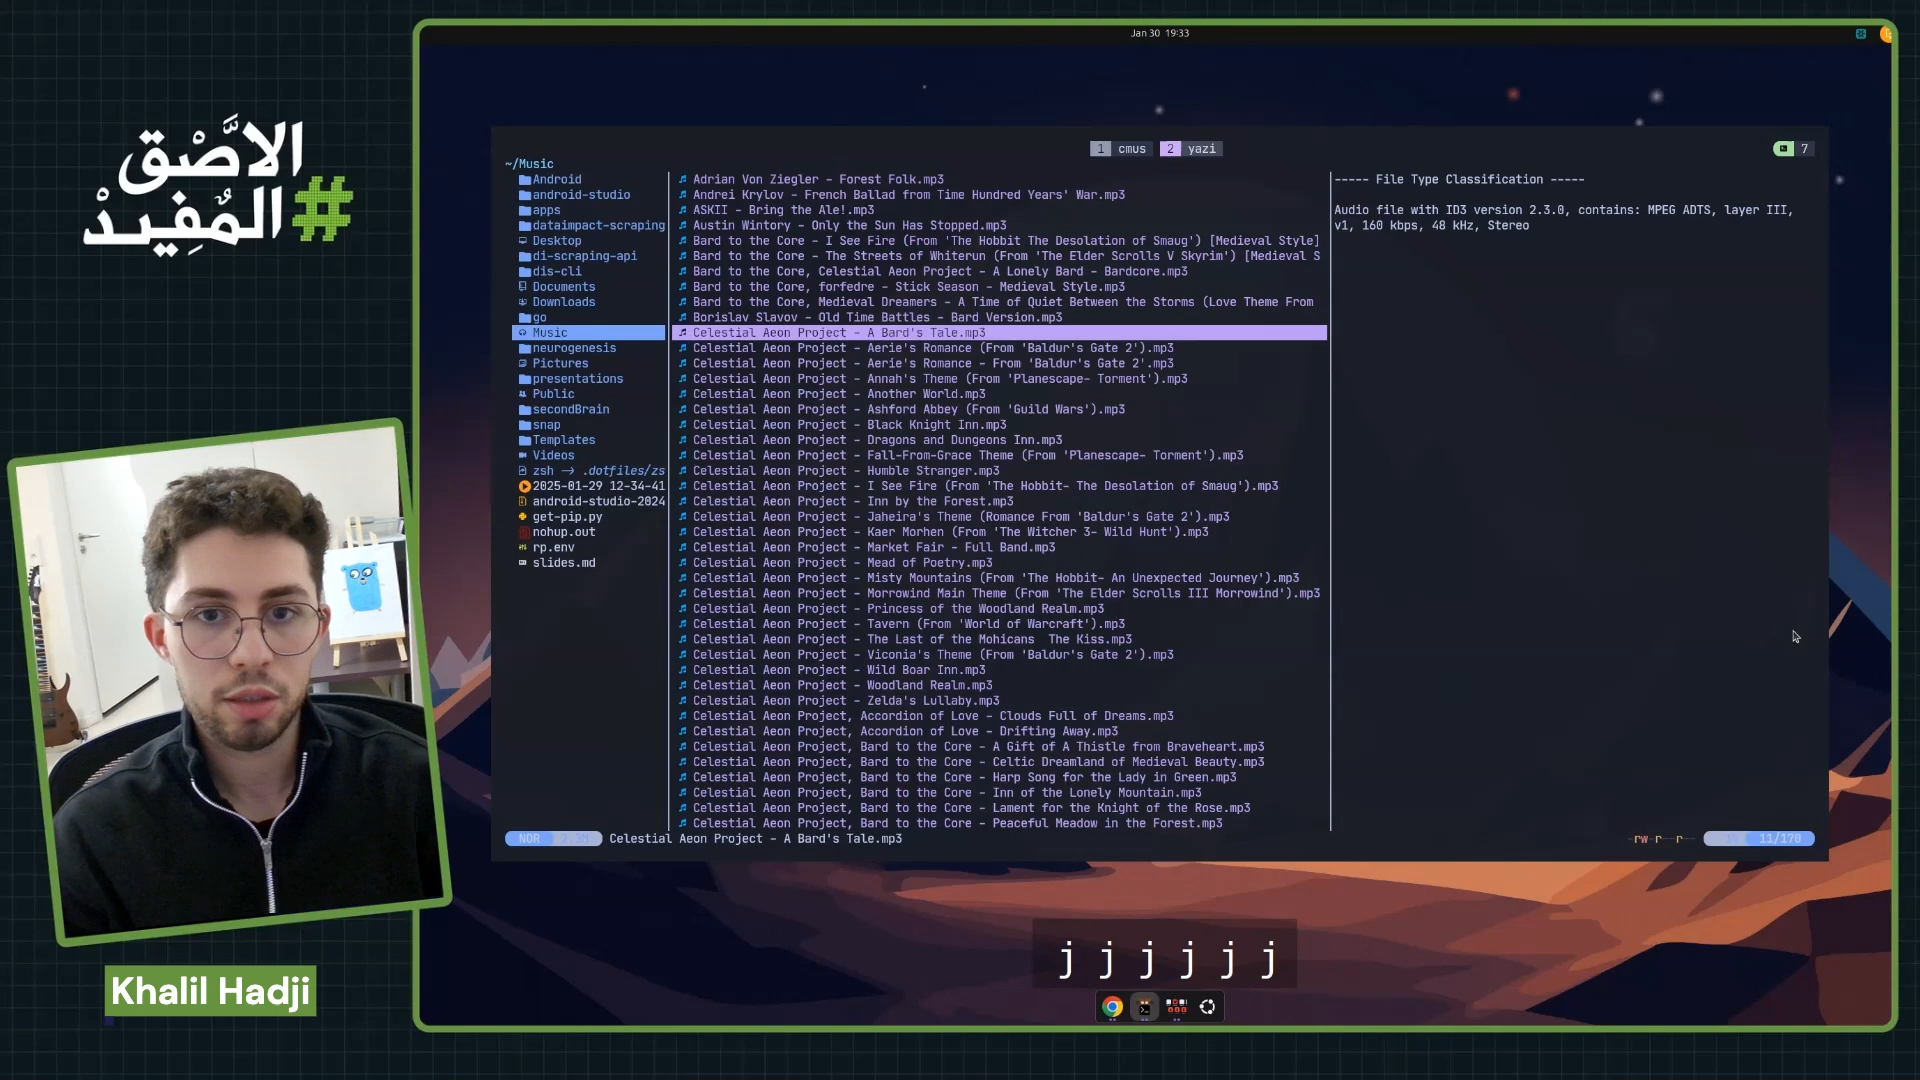 الأصَّقْ
المُفِيدْ
#
Khalil Hadji
Jan 30 19:33
1 cmus 2 yazi
7
~/Music
Android
android-studio
apps
dataimpact-scraping
Desktop
di-scraping-api
dis-cli
Documents
Downloads
go
Music
neurogenesis
Pictures
presentations
Public
secondBrain
snap
Templates
Videos
zsh -> .dotfiles/zs
2025-01-29 12-34-41
android-studio-2024
get-pip.py
nohup.out
rp.env
slides.md
Adrian Von Ziegler - Forest Folk.mp3
Andrei Krylov - French Ballad from Time Hundred Years' War.mp3
ASKII - Bring the Ale!.mp3
Austin Wintory - Only the Sun Has Stopped.mp3
Bard to the Core - I See Fire (From 'The Hobbit The Desolation of Smaug') [Medieval Style]
Bard to the Core - The Streets of Whiterun (From 'The Elder Scrolls V Skyrim') [Medieval S
Bard to the Core, Celestial Aeon Project - A Lonely Bard - Bardcore.mp3
Bard to the Core, forfedre - Stick Season - Medieval Style.mp3
Bard to the Core, Medieval Dreamers - A Time of Quiet Between the Storms (Love Theme From
Borislav Slavov - Old Time Battles - Bard Version.mp3
Celestial Aeon Project - A Bard's Tale.mp3
Celestial Aeon Project - Aerie's Romance (From 'Baldur's Gate 2').mp3
Celestial Aeon Project - Aerie's Romance - From 'Baldur's Gate 2'.mp3
Celestial Aeon Project - Annah's Theme (From 'Planescape- Torment').mp3
Celestial Aeon Project - Another World.mp3
Celestial Aeon Project - Ashford Abbey (From 'Guild Wars').mp3
Celestial Aeon Project - Black Knight Inn.mp3
Celestial Aeon Project - Dragons and Dungeons Inn.mp3
Celestial Aeon Project - Fall-From-Grace Theme (From 'Planescape- Torment').mp3
Celestial Aeon Project - Humble Stranger.mp3
Celestial Aeon Project - I See Fire (From 'The Hobbit- The Desolation of Smaug').mp3
Celestial Aeon Project - Inn by the Forest.mp3
Celestial Aeon Project - Jaheira's Theme (Romance From 'Baldur's Gate 2').mp3
Celestial Aeon Project - Kaer Morhen (From 'The Witcher 3- Wild Hunt').mp3
Celestial Aeon Project - Market Fair - Full Band.mp3
Celestial Aeon Project - Mead of Poetry.mp3
Celestial Aeon Project - Misty Mountains (From 'The Hobbit- An Unexpected Journey').mp3
Celestial Aeon Project - Morrowind Main Theme (From 'The Elder Scrolls III Morrowind').mp3
Celestial Aeon Project - Princess of the Woodland Realm.mp3
Celestial Aeon Project - Tavern (From 'World of Warcraft').mp3
Celestial Aeon Project - The Last of the Mohicans  The Kiss.mp3
Celestial Aeon Project - Viconia's Theme (From 'Baldur's Gate 2').mp3
Celestial Aeon Project - Wild Boar Inn.mp3
Celestial Aeon Project - Woodland Realm.mp3
Celestial Aeon Project - Zelda's Lullaby.mp3
Celestial Aeon Project, Accordion of Love - Clouds Full of Dreams.mp3
Celestial Aeon Project, Accordion of Love - Drifting Away.mp3
Celestial Aeon Project, Bard to the Core - A Gift of A Thistle from Braveheart.mp3
Celestial Aeon Project, Bard to the Core - Celtic Dreamland of Medieval Beauty.mp3
Celestial Aeon Project, Bard to the Core - Harp Song for the Lady in Green.mp3
Celestial Aeon Project, Bard to the Core - Inn of the Lonely Mountain.mp3
Celestial Aeon Project, Bard to the Core - Lament for the Knight of the Rose.mp3
Celestial Aeon Project, Bard to the Core - Peaceful Meadow in the Forest.mp3
----- File Type Classification -----
Audio file with ID3 version 2.3.0, contains: MPEG ADTS, layer III,
v1, 160 kbps, 48 kHz, Stereo
NOR Celestial Aeon Project - A Bard's Tale.mp3
-rw-r--r-- 11/170
j j j j j j